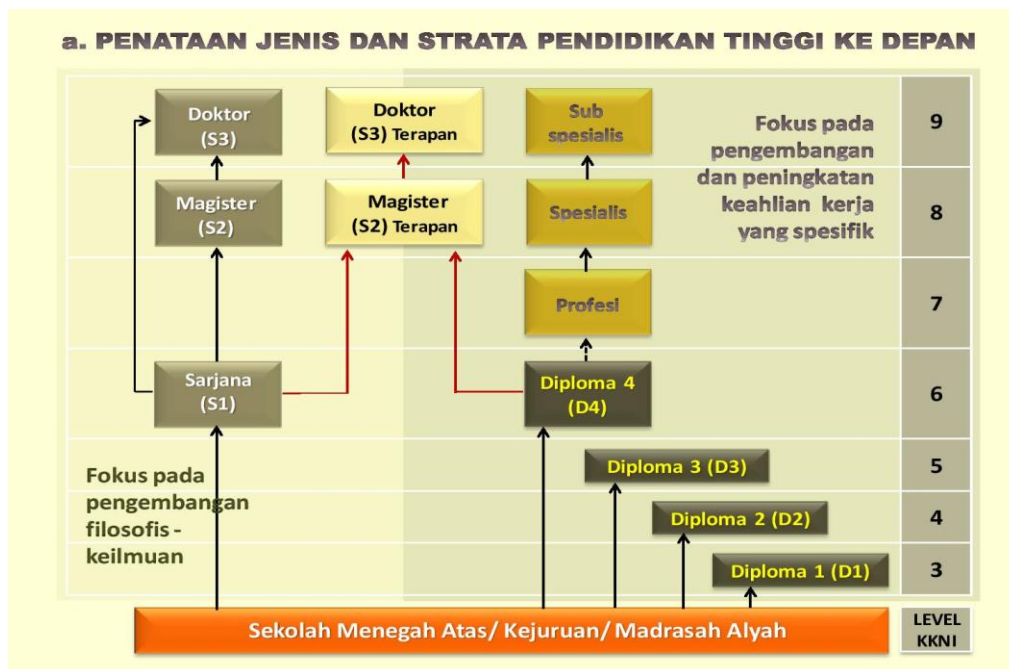 a. PENATAAN JENIS DAN STRATA PENDIDIKAN TINGGI KE DEPAN
Doktor
(S3)
Doktor
(S3) Terapan
Sub
spesialis
Fokus pada
pengembangan
dan peningkatan
keahlian kerja
yang spesifik
9
Magister
(S2)
Magister
(S2) Terapan
Spesialis
8
Profesi
7
Sarjana
(S1)
Diploma 4
(D4)
6
Fokus pada
pengembangan
filosofis -
keilmuan
Diploma 3 (D3)
5
Diploma 2 (D2)
4
Diploma 1 (D1)
3
Sekolah Menegah Atas/ Kejuruan/ Madrasah Alyah
LEVEL
KKNI